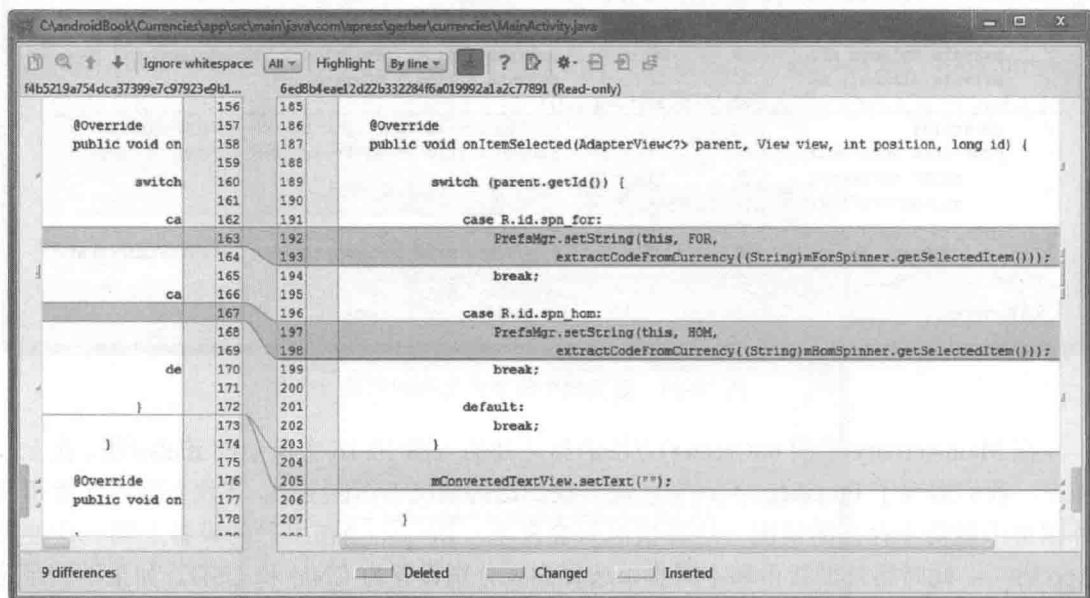 C:\androidBook\Currencies\app\src\main\java\com\apress\gerber\currencies\MainActivity.java
Ignore whitespace: All Highlight: By line ?
f4b5219a754dca37399e7c97923e9b1... 6ed8b4eae12d22b332284f6a019992a1a2c77891 (Read-only)
156 185
@Override 157 186 @Override
public void on 158 187 public void onItemSelected(AdapterView<?> parent, View view, int position, long id) {
159 188
switch 160 189 switch (parent.getId()) {
161 190
ca 162 191 case R.id.spn_for:
163 192 PrefsMgr.setString(this, FOR,
164 193 extractCodeFromCurrency((String)mForSpinner.getSelectedItem()));
165 194 break;
ca 166 195
167 196 case R.id.spn_hom:
168 197 PrefsMgr.setString(this, HOM,
169 198 extractCodeFromCurrency((String)mHomSpinner.getSelectedItem()));
de 170 199 break;
171 200
} 172 201 default:
173 202 break;
} 174 203 }
175 204
@Override 176 205 mConvertedTextView.setText("");
public void on 177 206
178 207 }
9 differences Deleted Changed Inserted